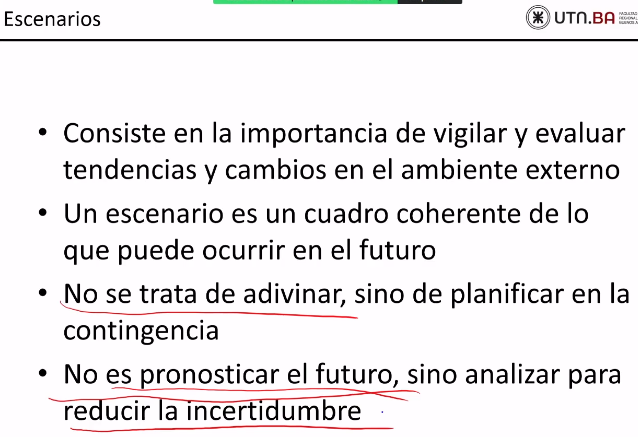 Escenarios
UTN.BA
• Consiste en la importancia de vigilar y evaluar
tendencias y cambios en el ambiente externo
• Un escenario es un cuadro coherente de lo
que puede ocurrir en el futuro
• No se trata de adivinar, sino de planificar en la
contingencia
• No es pronosticar el futuro, sino analizar para
reducir la incertidumbre